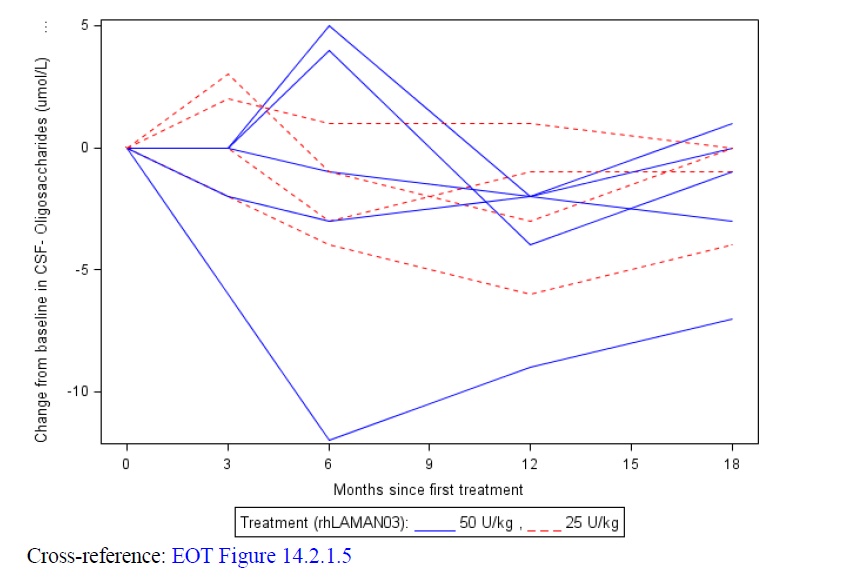 Change from baseline in CSF- Oligosaccharides (umol/L)
...
5
0
-5
-10
0 3 6 9 12 15 18
Months since first treatment
Treatment (rhLAMAN03): 50 U/kg , 25 U/kg
Cross-reference: EOT Figure 14.2.1.5